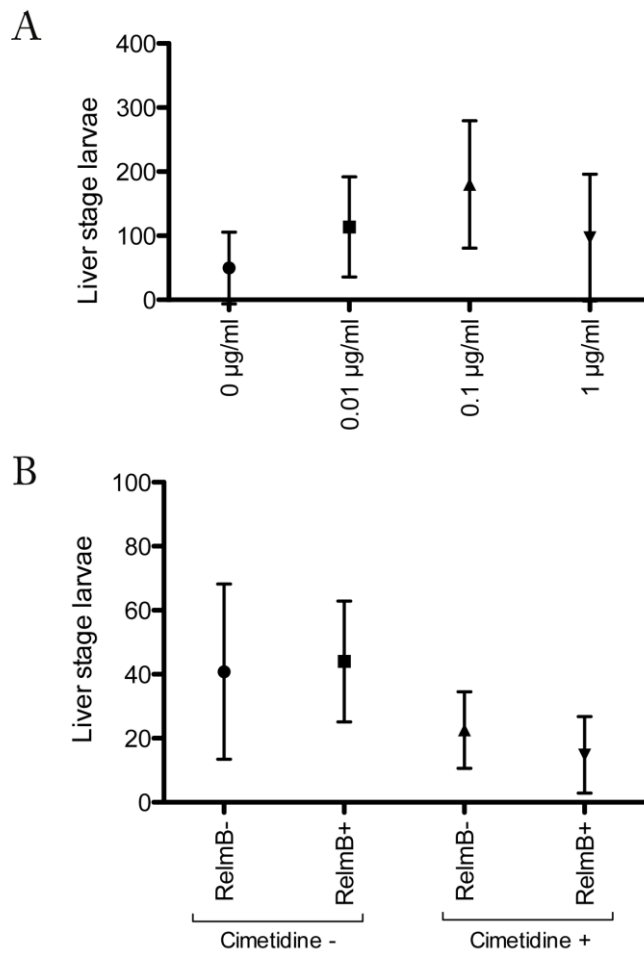 A
Liver stage larvae
400
300
200
100
0
0 µg/ml
0.01 µg/ml
0.1 µg/ml
1 µg/ml
B
Liver stage larvae
100
80
60
40
20
0
RelmB-
RelmB+
RelmB-
RelmB+
Cimetidine -
Cimetidine +